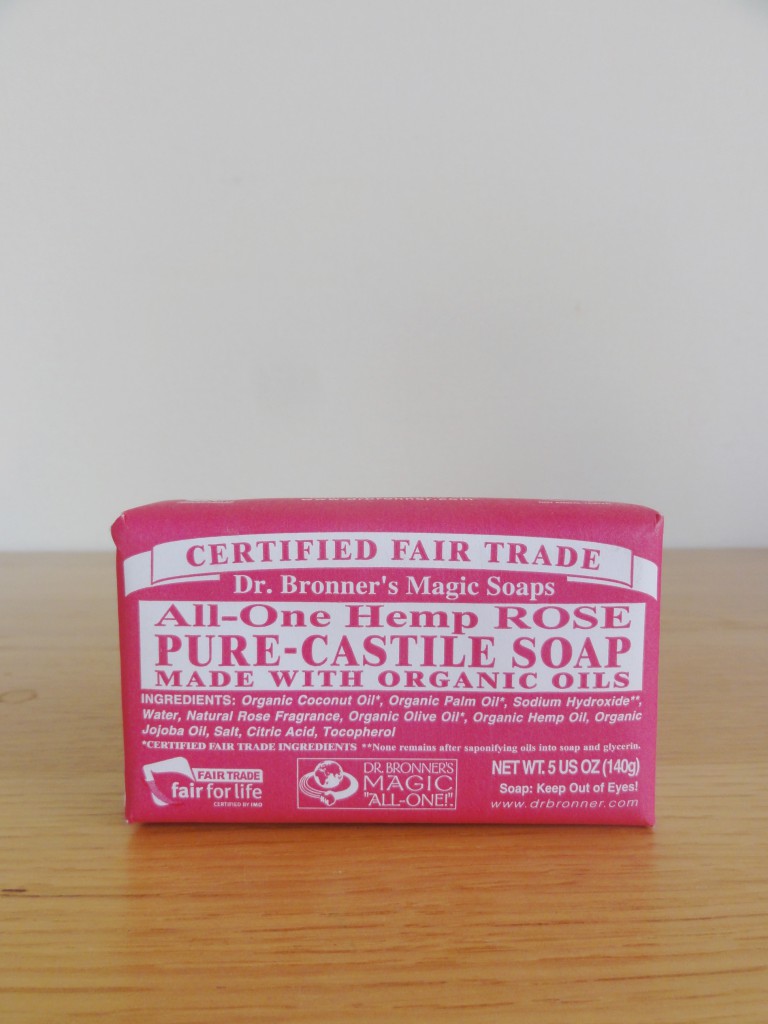 www.drbronner.com
CERTIFIED FAIR TRADE
Dr. Bronner's Magic Soaps
All-One Hemp ROSE
PURE-CASTILE SOAP
MADE WITH ORGANIC OILS
INGREDIENTS: Organic Coconut Oil*, Organic Palm Oil*, Sodium Hydroxide**,
Water, Natural Rose Fragrance, Organic Olive Oil*, Organic Hemp Oil, Organic
Jojoba Oil, Salt, Citric Acid, Tocopherol
*CERTIFIED FAIR TRADE INGREDIENTS **None remains after saponifying oils into soap and glycerin.
FAIR TRADE
fair for life
CERTIFIED BY IMO
DR. BRONNER'S
MAGIC
"ALL-ONE!".
NET WT. 5 US OZ (140g)
Soap: Keep Out of Eyes!
www.drbronner.com